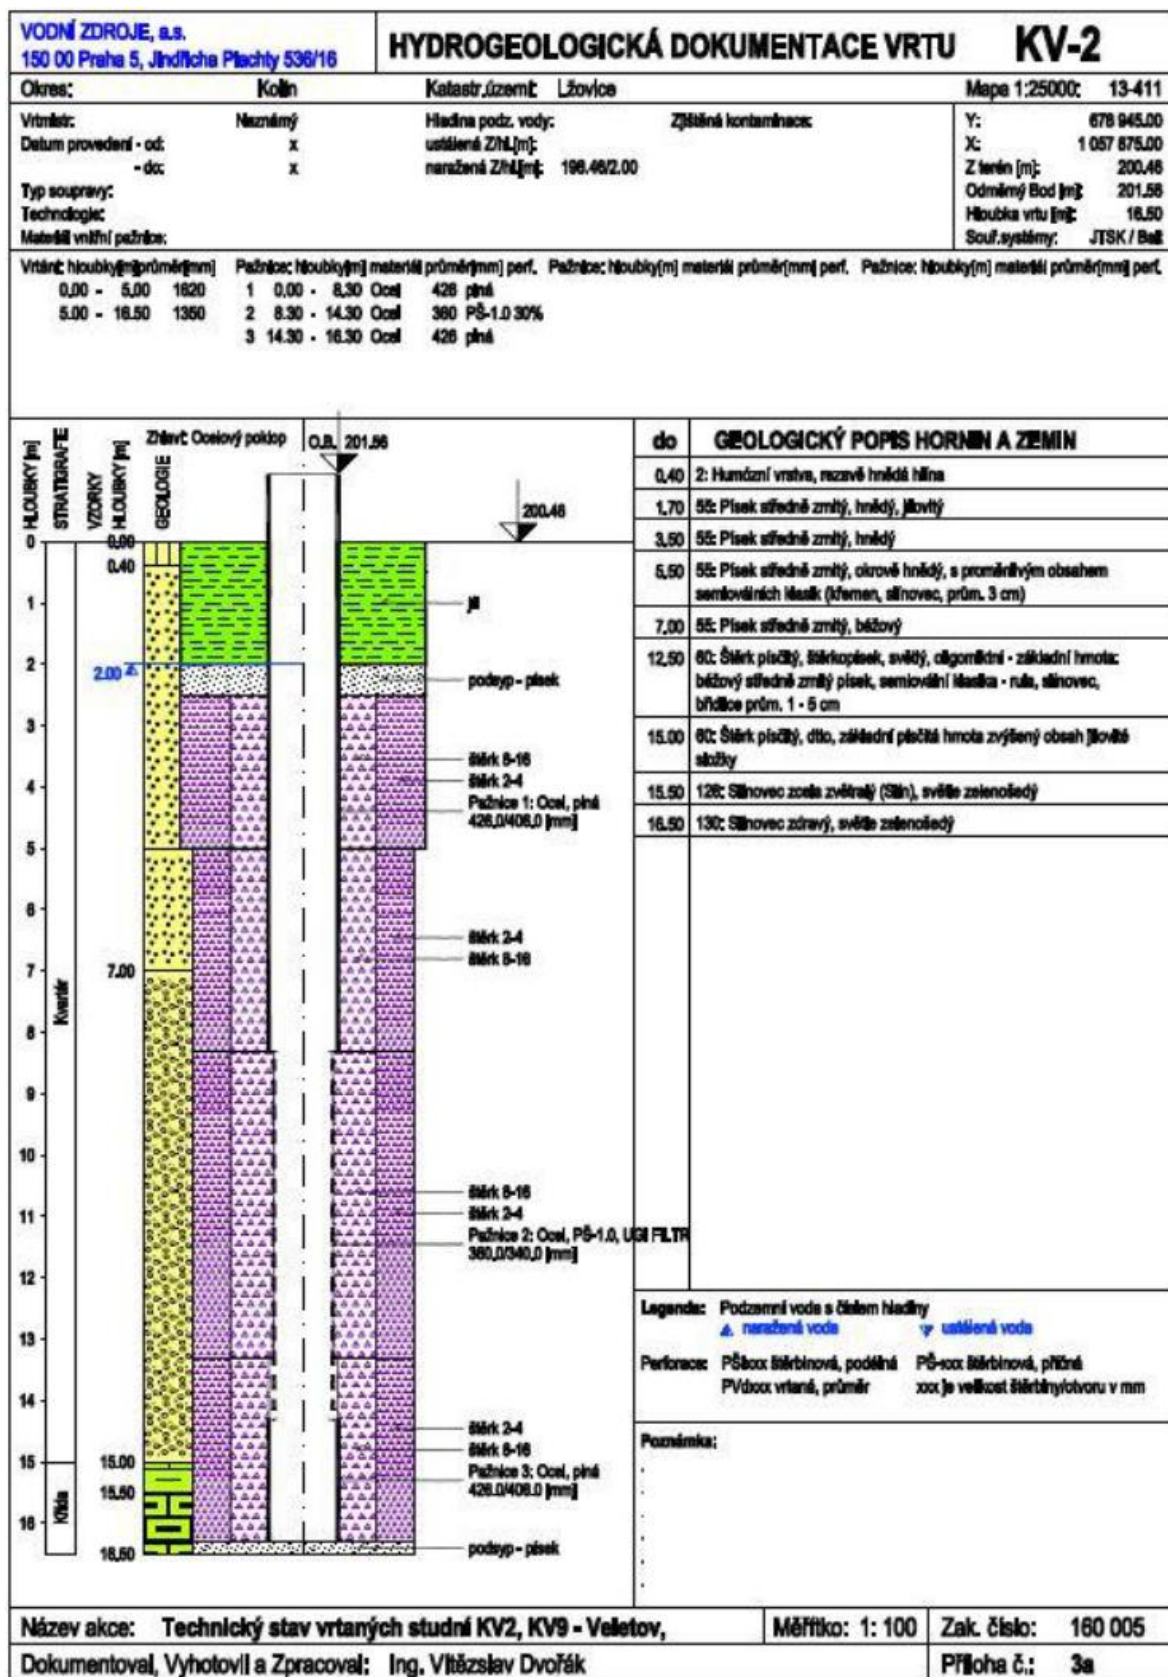 VODNÍ ZDROJE, a.s.
150 00 Praha 5, Jindřicha Plachty 536/16
HYDROGEOLOGICKÁ DOKUMENTACE VRTU KV-2
Okres: Kolín Katastr.území: Lžovice Mapa 1:25000: 13-411
Vrtmistr: Neznámý Hladina podz. vody: Zjištěná kontaminace: Y: 678 945.00
Datum provedení - od: x ustálená Z/hl.[m]: X: 1 057 875.00
- do: x naražená Z/hl.[m]: 198.46/2.00 Z terén [m]: 200.46
Typ soupravy: Odměrný Bod [m]: 201.56
Technologie: Hloubka vrtu [m]: 16.50
Materiál vnitřní pažnice: Souř.systémy: JTSK / Balt
Vrtání: hloubky[m] průměr[mm] Pažnice: hloubky[m] materiál průměr[mm] perf. Pažnice: hloubky[m] materiál průměr[mm] perf. Pažnice: hloubky[m] materiál průměr[mm] perf.
0.00 - 5.00 1620 1 0.00 - 8.30 Ocel 426 plná
5.00 - 16.50 1350 2 8.30 - 14.30 Ocel 360 PŠ-1.0 30%
3 14.30 - 16.30 Ocel 426 plná
HLOUBKY [m]
STRATIGRAFIE
VZORKY
HLOUBKY [m]
GEOLOGIE
Zhlaví: Ocelový poklop
O.B. 201.56
200.46
0 0.00
0.40
1 jíl
2 2.00
podsyp - písek
3
štěrk 8-16
4 štěrk 2-4
Pažnice 1: Ocel, plná
426.0/406.0 [mm]
5
6
štěrk 2-4
štěrk 8-16
7 7.00
Kvartér
8
9
10
štěrk 8-16
11 štěrk 2-4
Pažnice 2: Ocel, PŠ-1.0, UGI FILTR
360.0/340.0 [mm]
12
13
14
štěrk 2-4
štěrk 8-16
15 15.00
Pažnice 3: Ocel, plná
426.0/406.0 [mm]
15.50
Křída
16
16.50
podsyp - písek
do GEOLOGICKÝ POPIS HORNIN A ZEMIN
0.40 2: Humózní vrstva, rezavě hnědá hlína
1.70 55: Písek středně zrnitý, hnědý, jílovitý
3.50 55: Písek středně zrnitý, hnědý
5.50 55: Písek středně zrnitý, okrově hnědý, s proměnlivým obsahem
semioválních klastik (křemen, slínovec, prům. 3 cm)
7.00 55: Písek středně zrnitý, béžový
12.50 60: Štěrk písčitý, štěrkopísek, světlý, oligomiktní - základní hmota:
béžový středně zrnitý písek, semiovální klastika - rula, slínovec,
břidlice prům. 1 - 5 cm
15.00 60: Štěrk písčitý, dtto, základní písčitá hmota zvýšený obsah jílovité
složky
15.50 126: Slínovec zcela zvětralý (Slín), světle zelenošedý
16.50 130: Slínovec zdravý, světle zelenošedý
Legenda: Podzemní voda s číslem hladiny
naražená voda ustálená voda
Perforace: PŠlxxx štěrbinová, podélná PŠ-xxx štěrbinová, příčná
PVdxxx vrtaná, průměr xxx je velikost štěrbiny/otvoru v mm
Poznámka:
Název akce: Technický stav vrtaných studní KV2, KV9 - Veletov, Měřítko: 1: 100 Zak. číslo: 160 005
Dokumentoval, Vyhotovil a Zpracoval: Ing. Vítězslav Dvořák Příloha č.: 3a